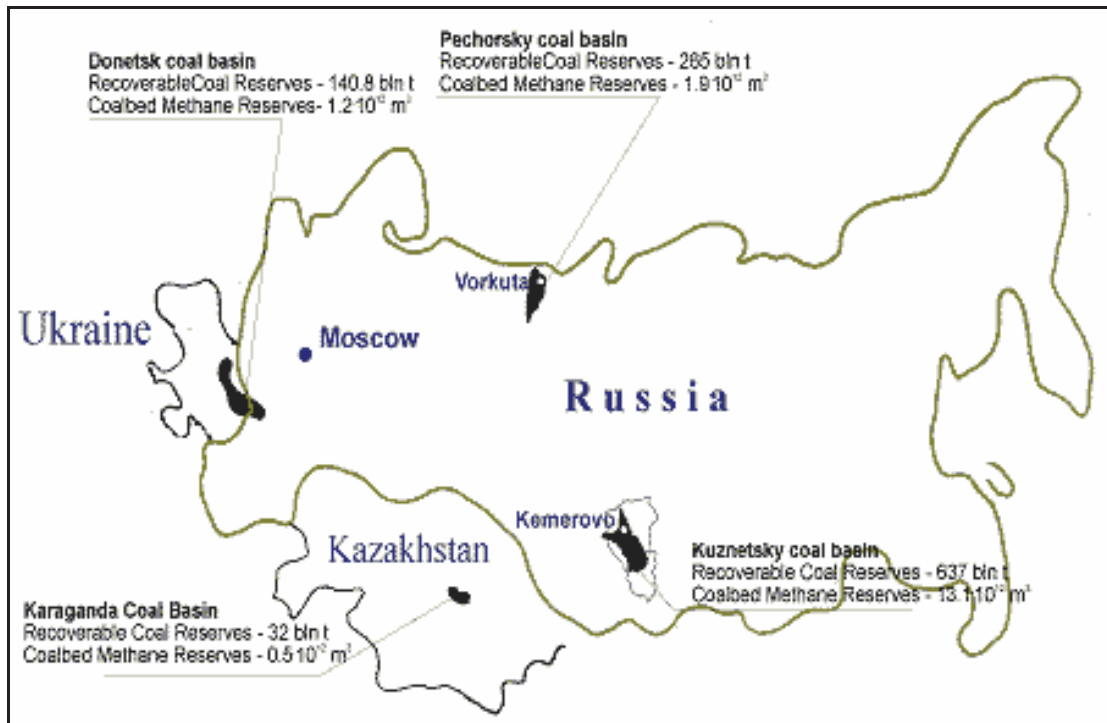 Donetsk coal basin
RecoverableCoal Reserves - 140.8 bln t
Coalbed Methane Reserves- 1.2·10¹² m³
Pechorsky coal basin
RecoverableCoal Reserves - 265 bln t
Coalbed Methane Reserves - 1.9·10¹² m³
Vorkuta
Ukraine
Moscow
Russia
Kemerovo
Kazakhstan
Kuznetsky coal basin
Recoverable Coal Reserves - 637 bln t
Coalbed Methane Reserves - 13.1·10¹² m³
Karaganda Coal Basin
Recoverable Coal Reserves - 32 bln t
Coalbed Methane Reserves - 0.5·10¹² m³